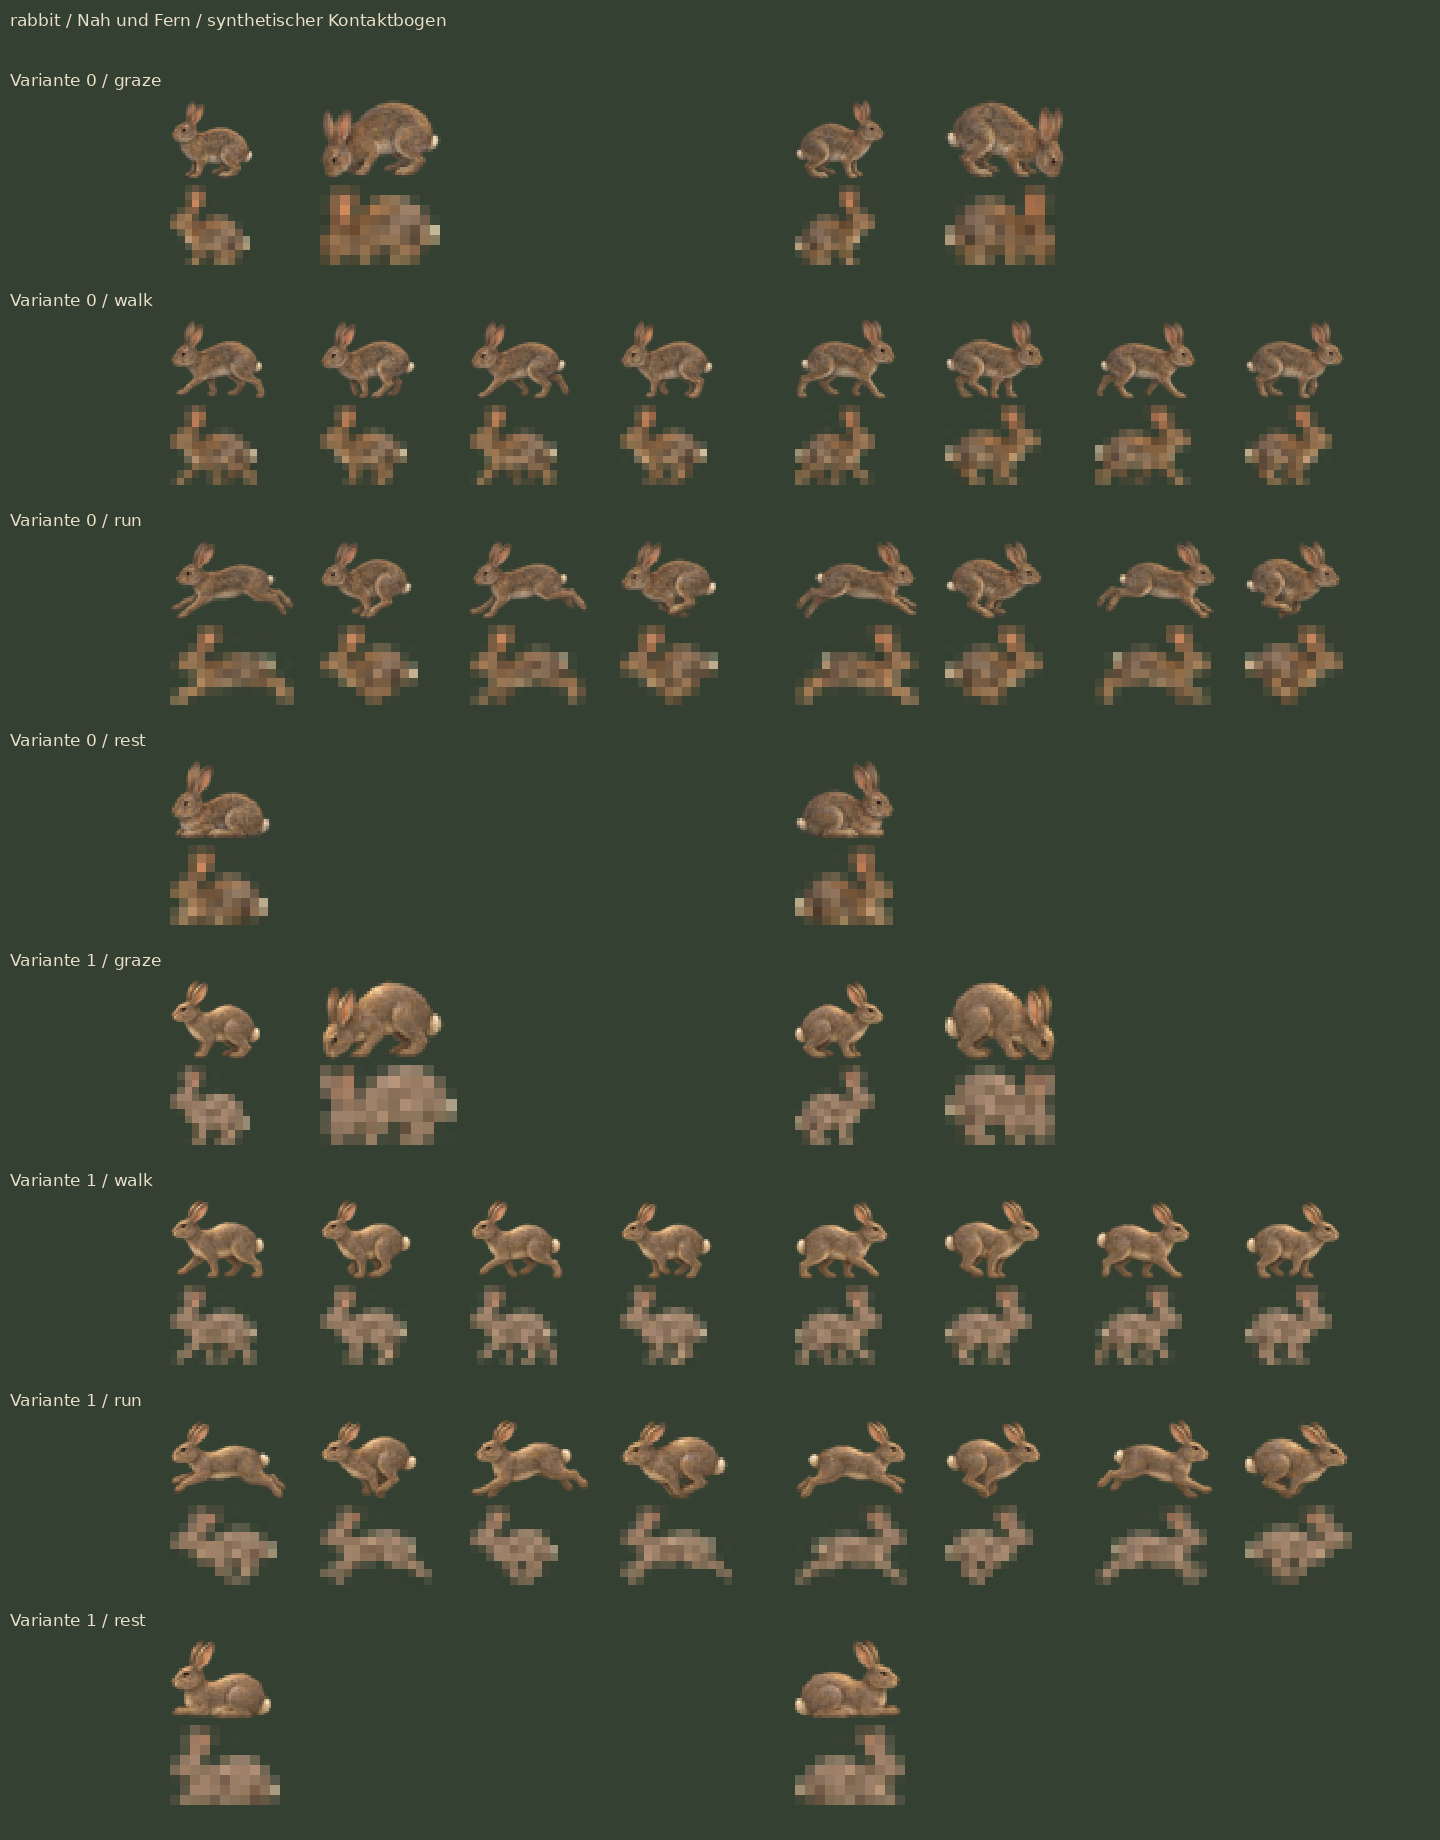 rabbit / Nah und Fern / synthetischer Kontaktbogen
Variante 0 / graze
Variante 0 / walk
Variante 0 / run
Variante 0 / rest
Variante 1 / graze
Variante 1 / walk
Variante 1 / run
Variante 1 / rest